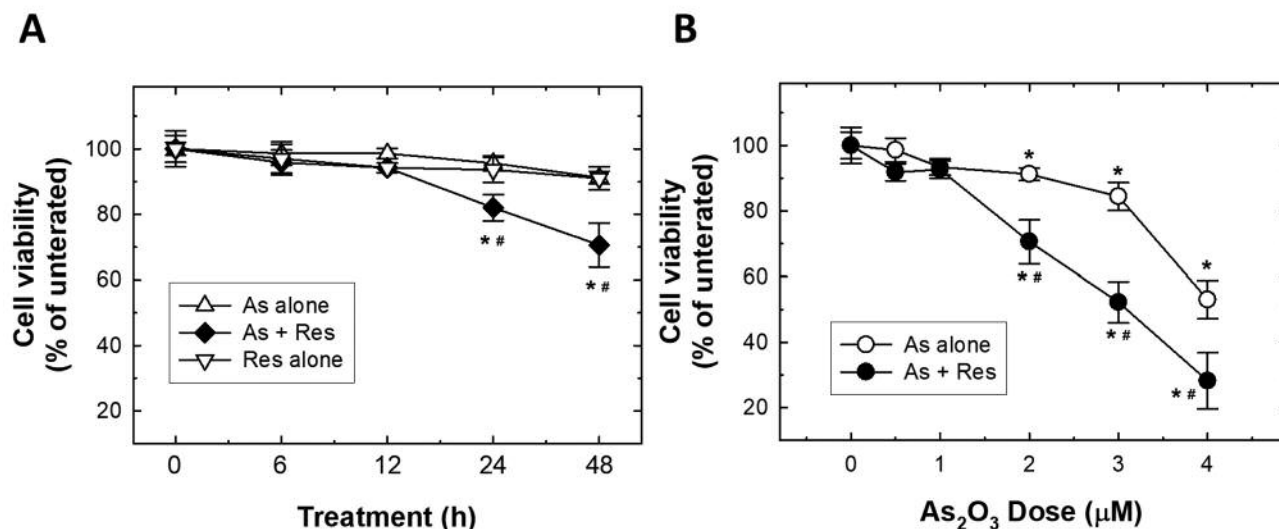 A
Cell viability
(% of unterated)
100
80
60
40
20
* #
* #
As alone
As + Res
Res alone
0 6 12 24 48
Treatment (h)
B
Cell viability
(% of unterated)
100
80
60
40
20
*
*
*
* #
* #
* #
As alone
As + Res
0 1 2 3 4
As₂O₃ Dose (μM)